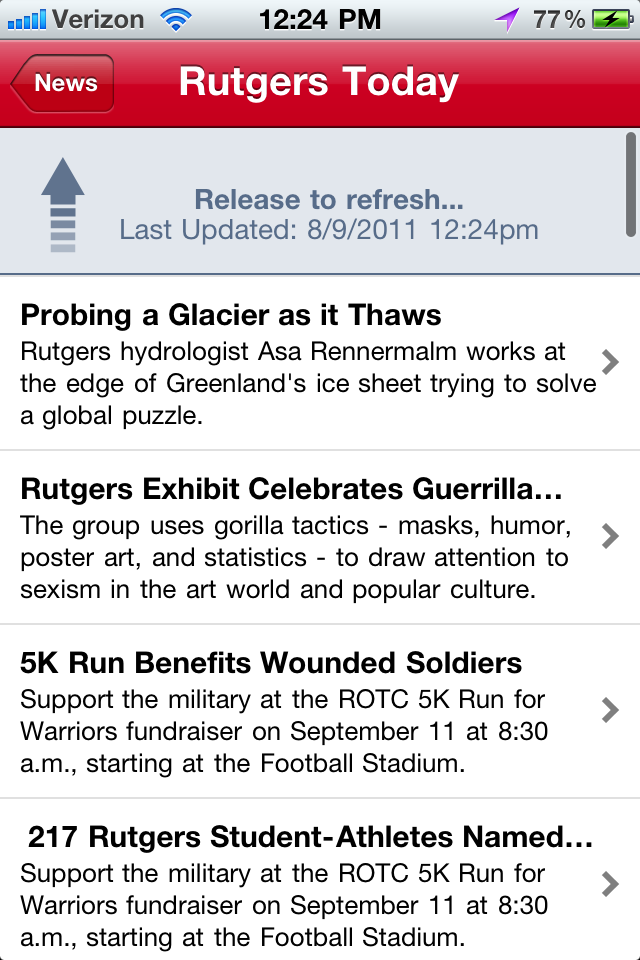 Verizon 12:24 PM 77%
News Rutgers Today
Release to refresh...
Last Updated: 8/9/2011 12:24pm
Probing a Glacier as it Thaws
Rutgers hydrologist Asa Rennermalm works at
the edge of Greenland's ice sheet trying to solve
a global puzzle.
Rutgers Exhibit Celebrates Guerrilla...
The group uses gorilla tactics - masks, humor,
poster art, and statistics - to draw attention to
sexism in the art world and popular culture.
5K Run Benefits Wounded Soldiers
Support the military at the ROTC 5K Run for
Warriors fundraiser on September 11 at 8:30
a.m., starting at the Football Stadium.
217 Rutgers Student-Athletes Named...
Support the military at the ROTC 5K Run for
Warriors fundraiser on September 11 at 8:30
a.m., starting at the Football Stadium.